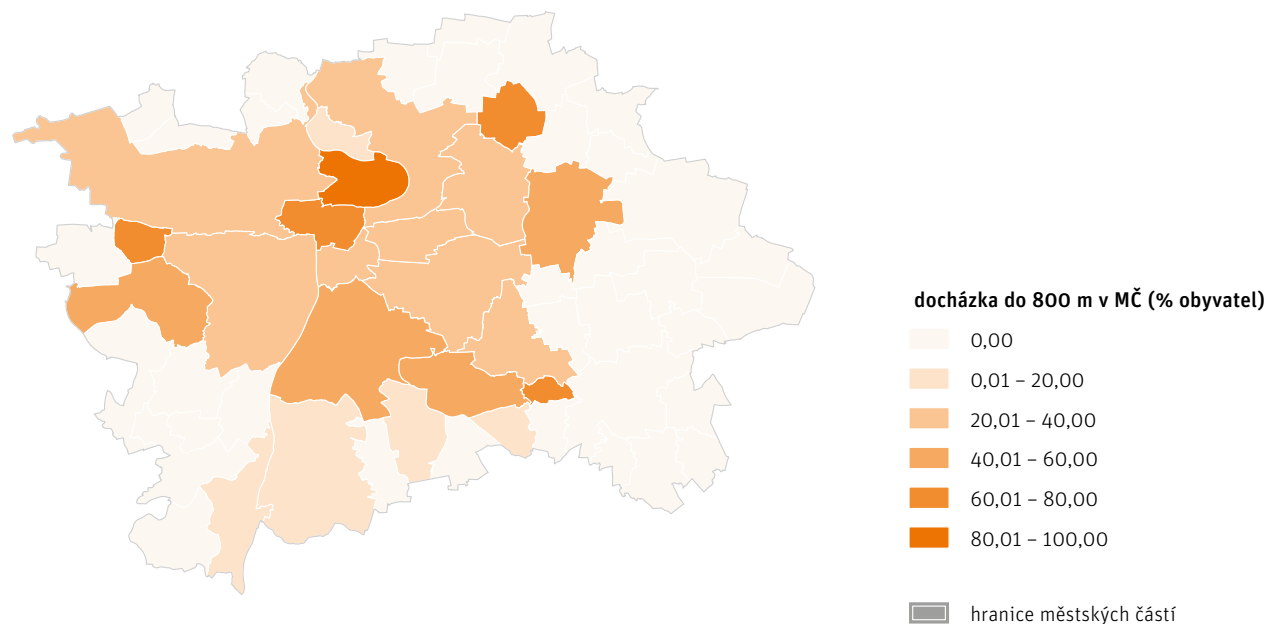 docházka do 800 m v MČ (% obyvatel)
0,00
0,01 – 20,00
20,01 – 40,00
40,01 – 60,00
60,01 – 80,00
80,01 – 100,00
hranice městských částí